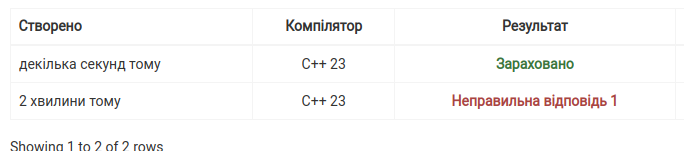 Створено Компілятор Результат
декілька секунд тому C++ 23 Зараховано
2 хвилини тому C++ 23 Неправильна відповідь 1
Showing 1 to 2 of 2 rows